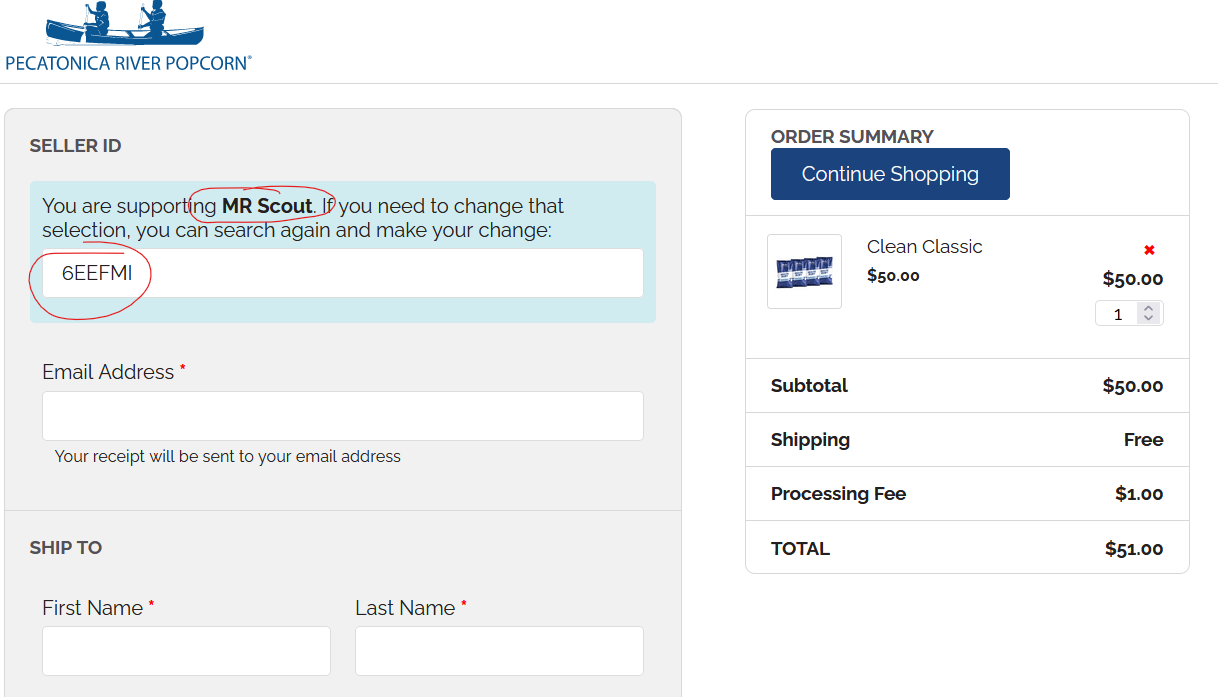 PECATONICA RIVER POPCORN®
SELLER ID
You are supporting MR Scout. If you need to change that
selection, you can search again and make your change:
6EEFMI
Email Address *
Your receipt will be sent to your email address
SHIP TO
First Name * Last Name *
ORDER SUMMARY
Continue Shopping
Clean Classic
$50.00
$50.00
1
Subtotal $50.00
Shipping Free
Processing Fee $1.00
TOTAL $51.00